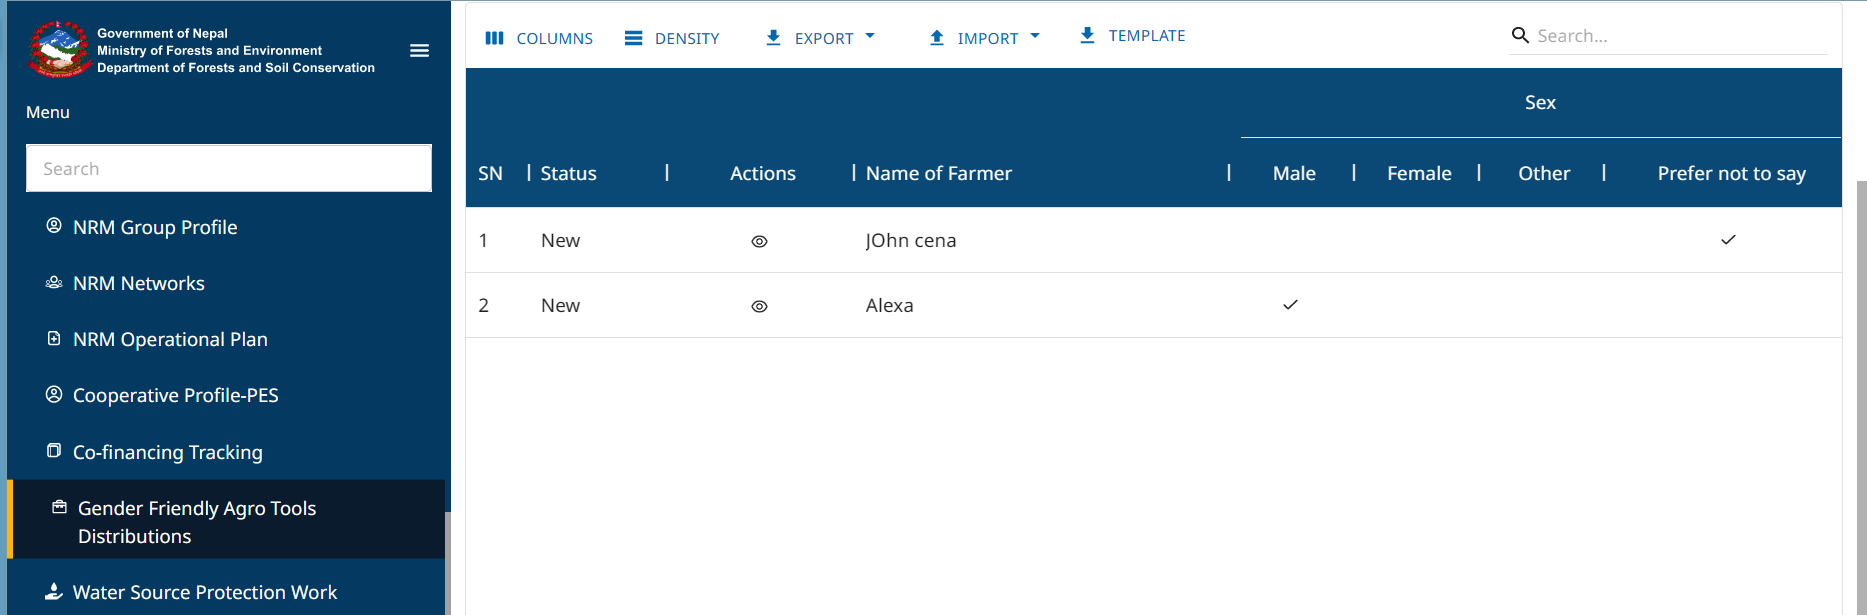 Government of Nepal
Ministry of Forests and Environment
Department of Forests and Soil Conservation
Menu
Search
NRM Group Profile
NRM Networks
NRM Operational Plan
Cooperative Profile-PES
Co-financing Tracking
Gender Friendly Agro Tools
Distributions
Water Source Protection Work
COLUMNS DENSITY EXPORT IMPORT TEMPLATE Search...
Sex
SN Status Actions Name of Farmer Male Female Other Prefer not to say
1 New JOhn cena ✓
2 New Alexa ✓